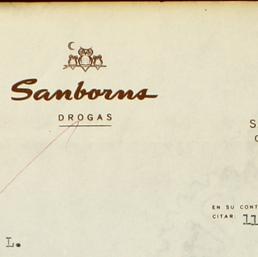 Sanborns
DROGAS
S
EN SU CONT
CITAR: 11
L.